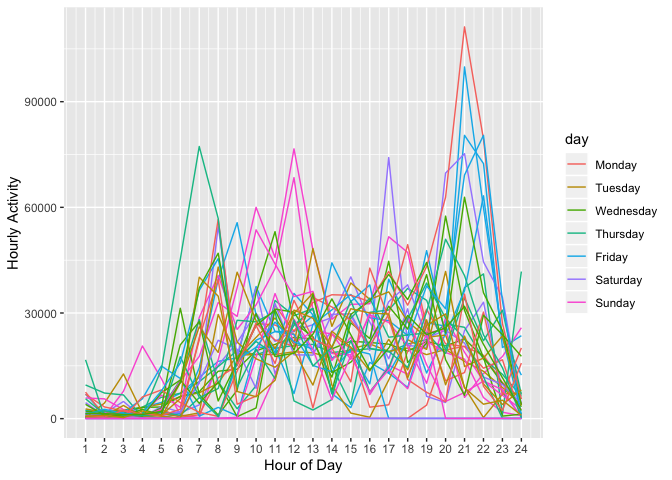 90000
60000
30000
0
Hourly Activity
1 2 3 4 5 6 7 8 9 10 11 12 13 14 15 16 17 18 19 20 21 22 23 24
Hour of Day
day
Monday
Tuesday
Wednesday
Thursday
Friday
Saturday
Sunday